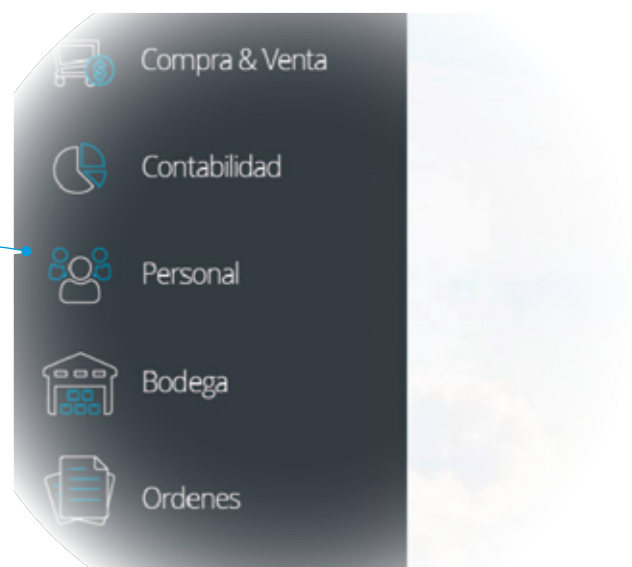 Compra & Venta
Contabilidad
Personal
Bodega
Ordenes